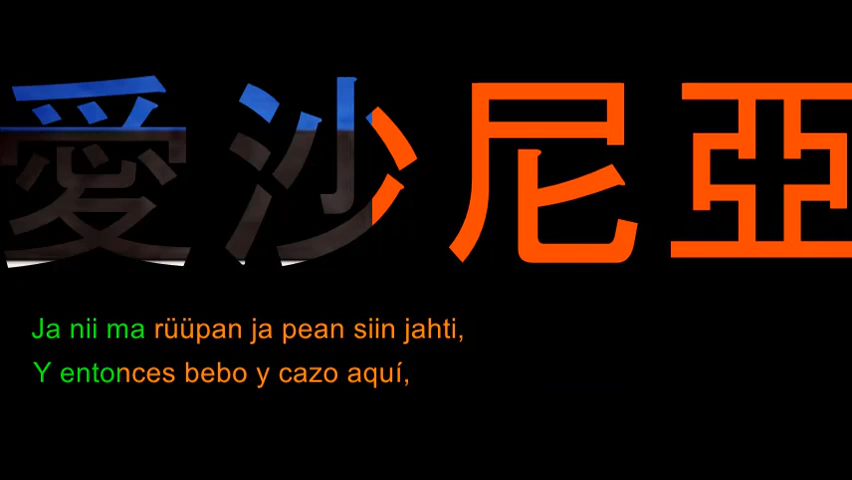 愛沙尼亞
Ja nii ma rüüpan ja pean siin jahti,
Y entonces bebo y cazo aquí,